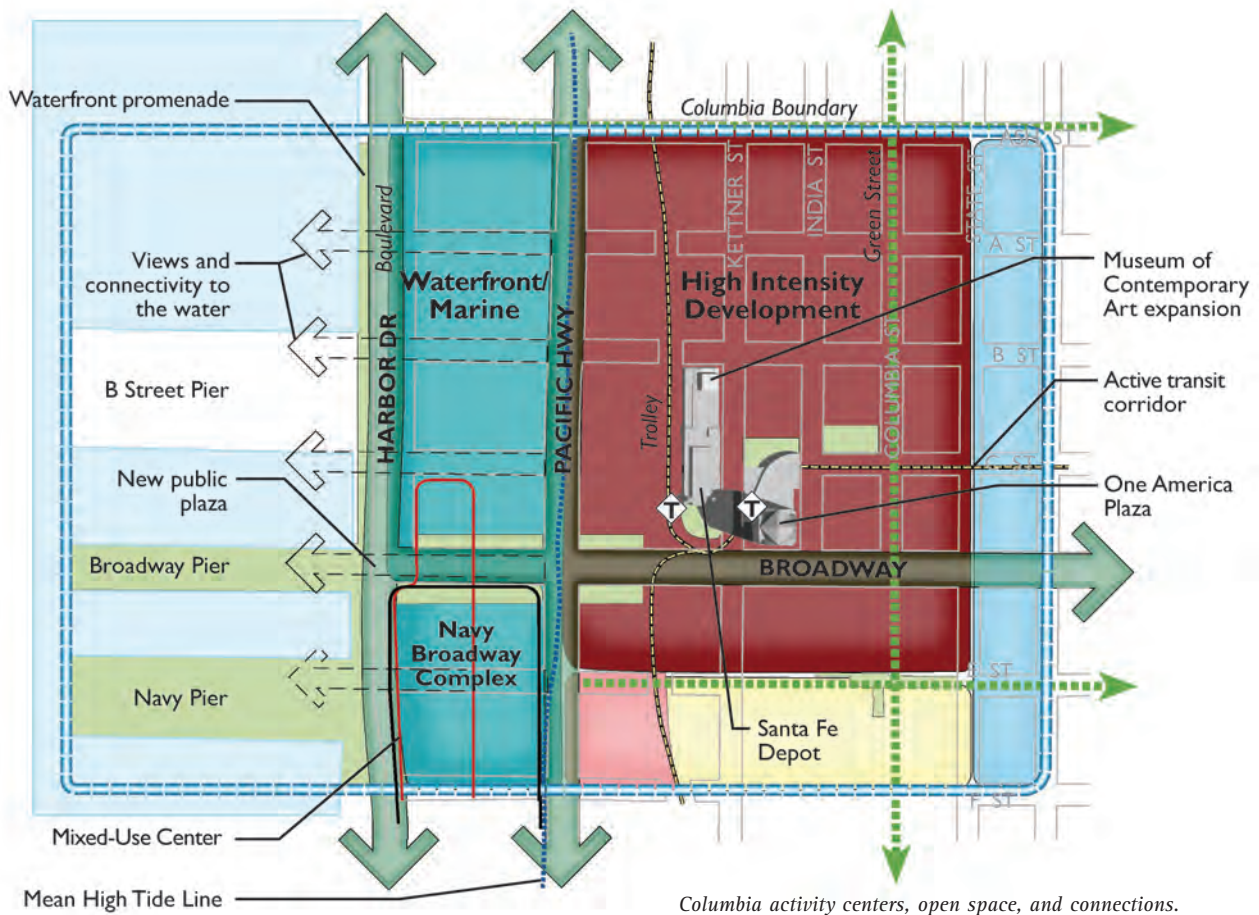 Waterfront promenade
Columbia Boundary
ASH ST
KETTNER ST
INDIA ST
Green Street
STATE ST
A ST
Boulevard
Views and
connectivity to
the water
Waterfront/
Marine
High Intensity
Development
Museum of
Contemporary
Art expansion
HARBOR DR
PACIFIC HWY
COLUMBIA ST
B ST
B Street Pier
Trolley
Active transit
corridor
C ST
New public
plaza
T
T
One America
Plaza
Broadway Pier
BROADWAY
Navy
Broadway
Complex
E ST
Navy Pier
Santa Fe
Depot
F ST
Mixed-Use Center
Mean High Tide Line
Columbia activity centers, open space, and connections.